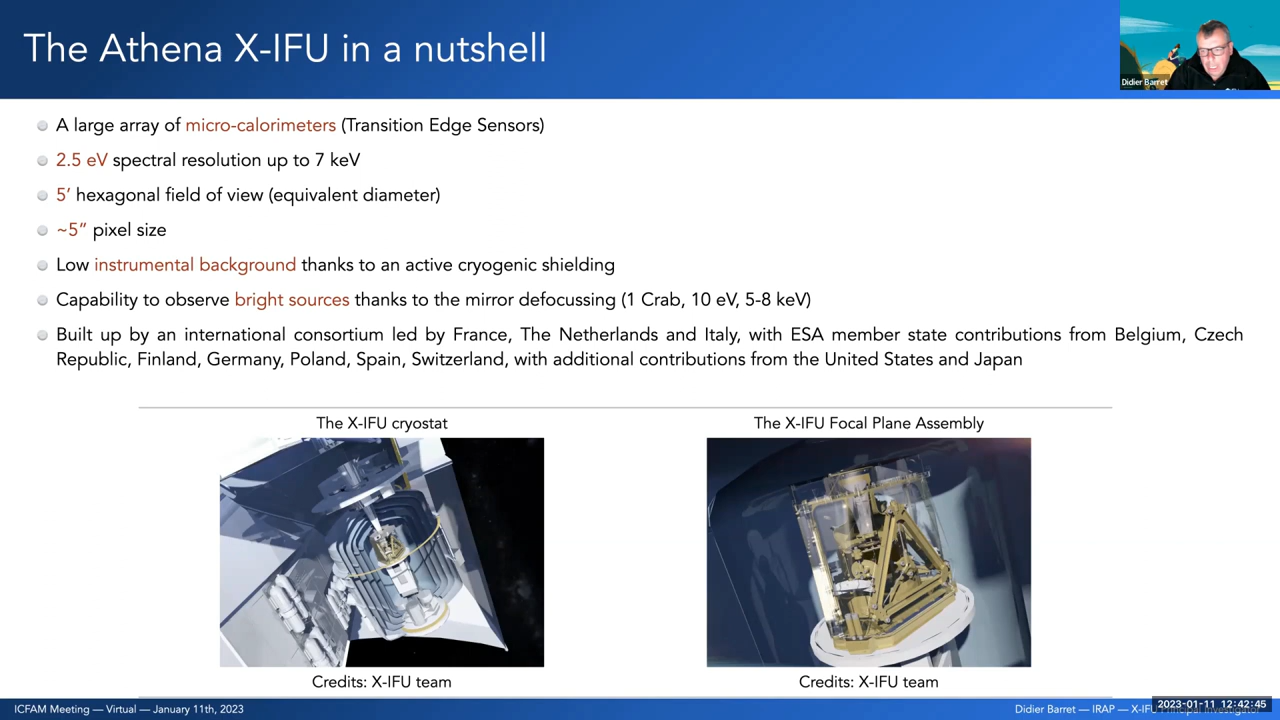 The Athena X-IFU in a nutshell
Didier Barret
A large array of micro-calorimeters (Transition Edge Sensors)
2.5 eV spectral resolution up to 7 keV
5′ hexagonal field of view (equivalent diameter)
~5″ pixel size
Low instrumental background thanks to an active cryogenic shielding
Capability to observe bright sources thanks to the mirror defocussing (1 Crab, 10 eV, 5-8 keV)
Built up by an international consortium led by France, The Netherlands and Italy, with ESA member state contributions from Belgium, Czech
Republic, Finland, Germany, Poland, Spain, Switzerland, with additional contributions from the United States and Japan
The X-IFU cryostat
The X-IFU Focal Plane Assembly
Credits: X-IFU team
Credits: X-IFU team
ICFAM Meeting — Virtual — January 11th, 2023
Didier Barret — IRAP — X-IFU
2023-01-11 12:42:45